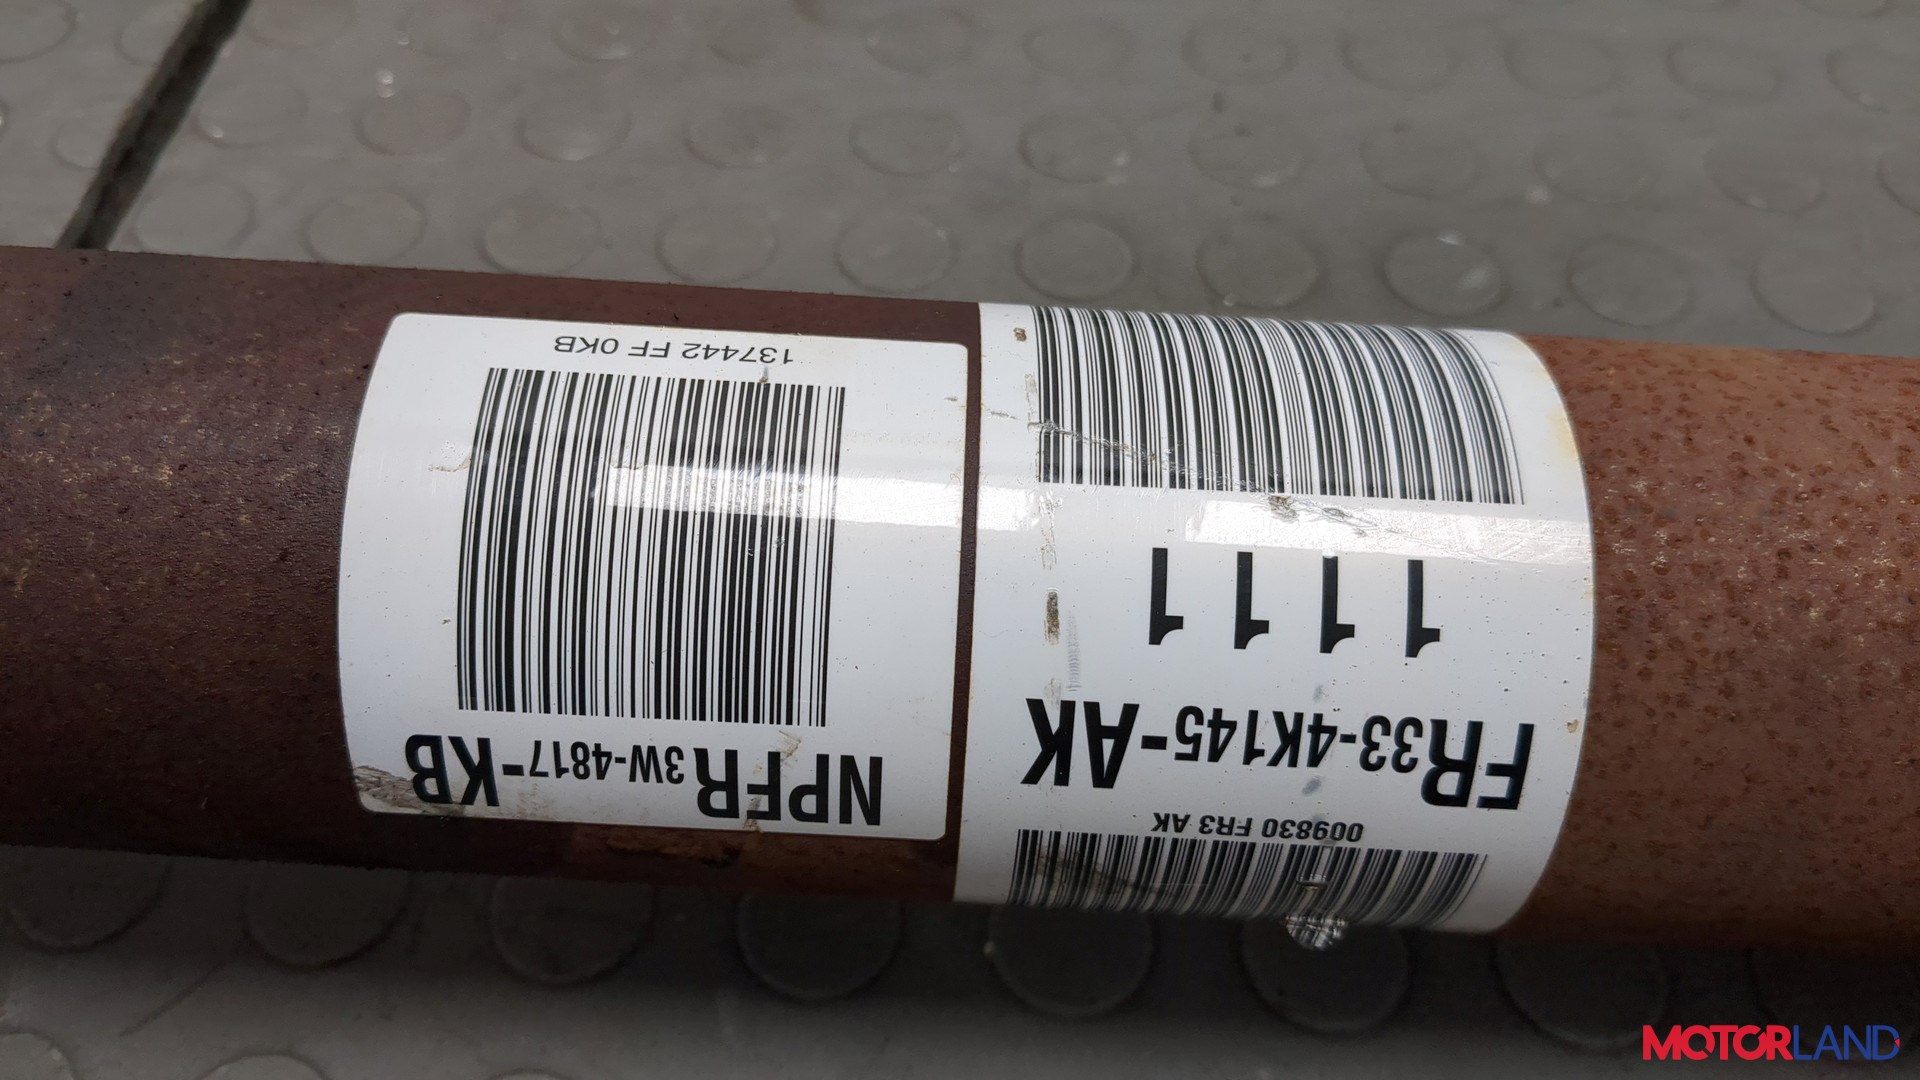 NPFR3W-4817-KB
137442 FF 0KB
009830 FR3 AK
FR33-4K145-AK
1111
MOTORLAND